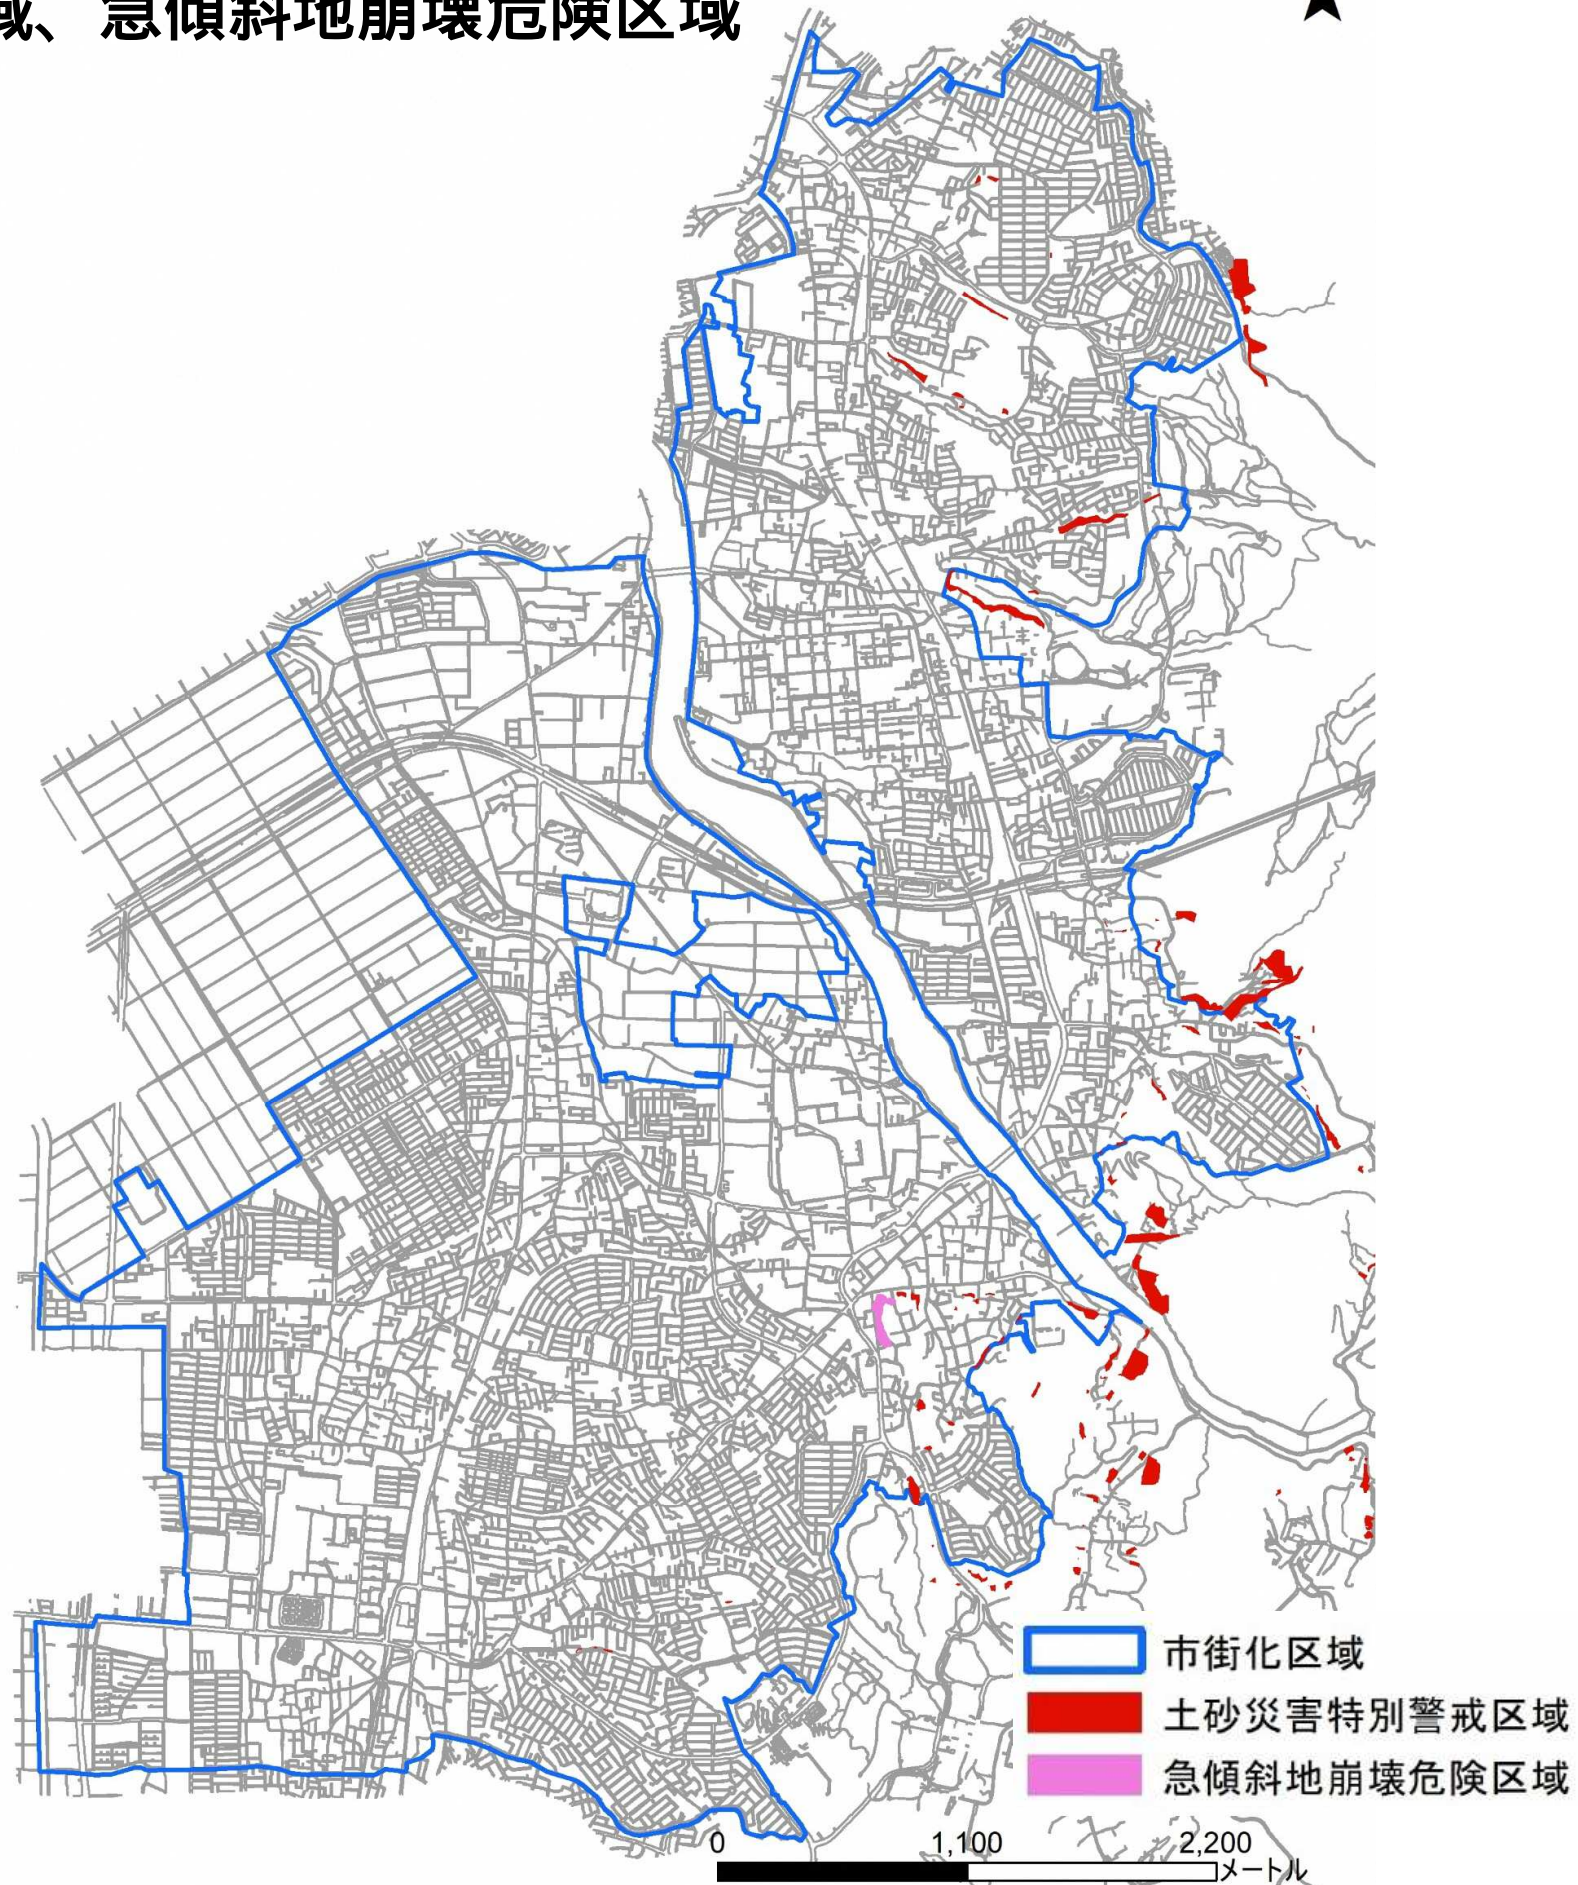 域、急傾斜地崩壊危険区域
市街化区域
土砂災害特別警戒区域
急傾斜地崩壊危険区域
0 1,100 2,200
メートル